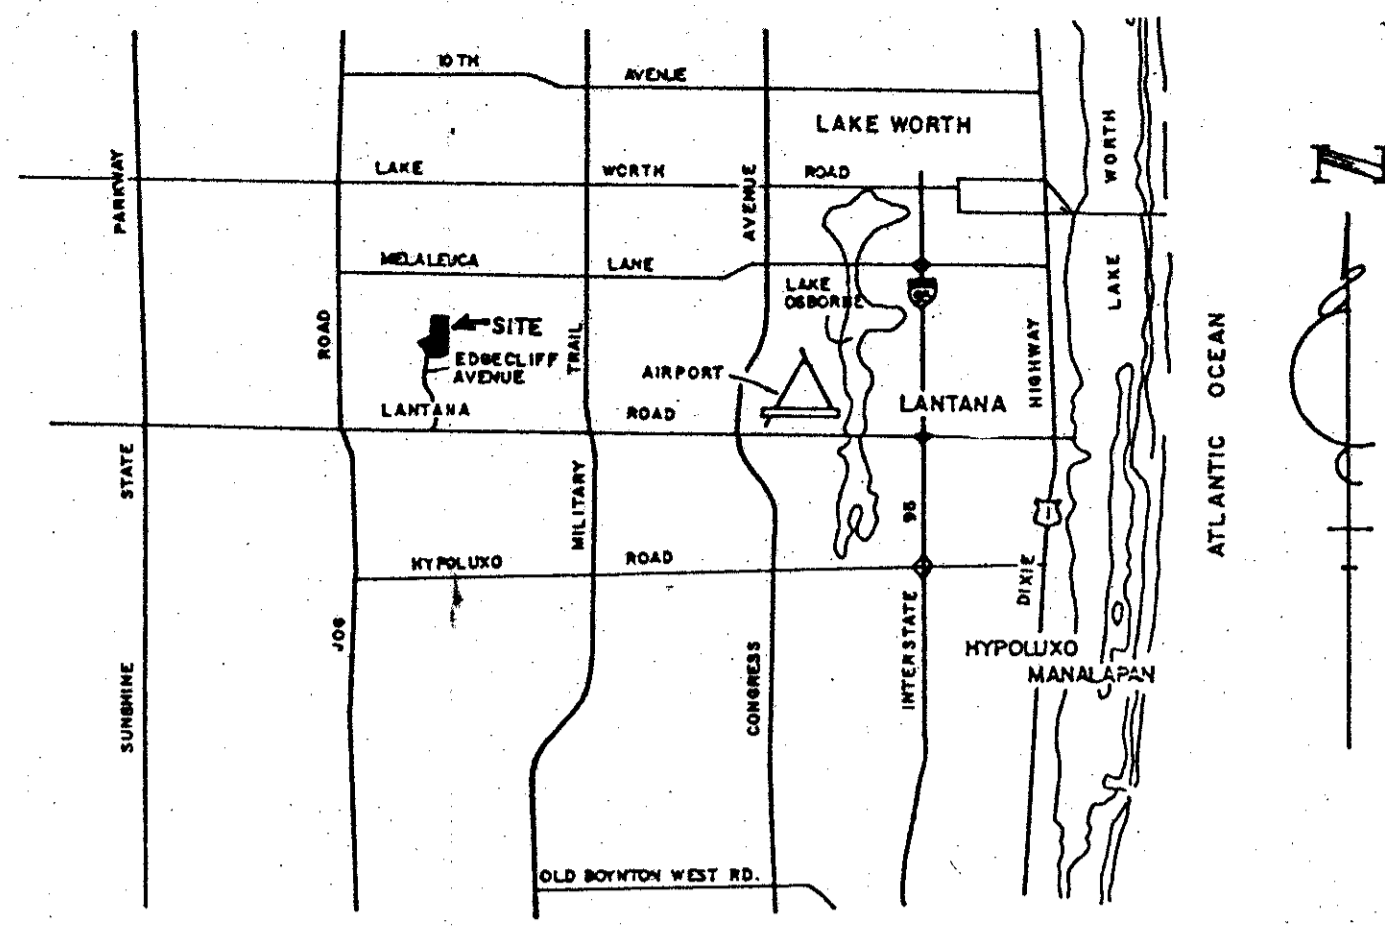 10TH AVENUE
LAKE WORTH
LAKE WORTH ROAD
MELALEUCA LANE
LAKE
OSBORNE
SITE
EDGECLIFF
AVENUE
AIRPORT
LANTANA
LANTANA ROAD
HYPOLUXO ROAD
HYPOLUXO
MANALAPAN
OLD BOYNTON WEST RD.
SUNSHINE STATE PARKWAY
JOG ROAD
MILITARY TRAIL
CONGRESS AVENUE
INTERSTATE 95
95
DIXIE HIGHWAY
1
LAKE WORTH
ATLANTIC OCEAN
N